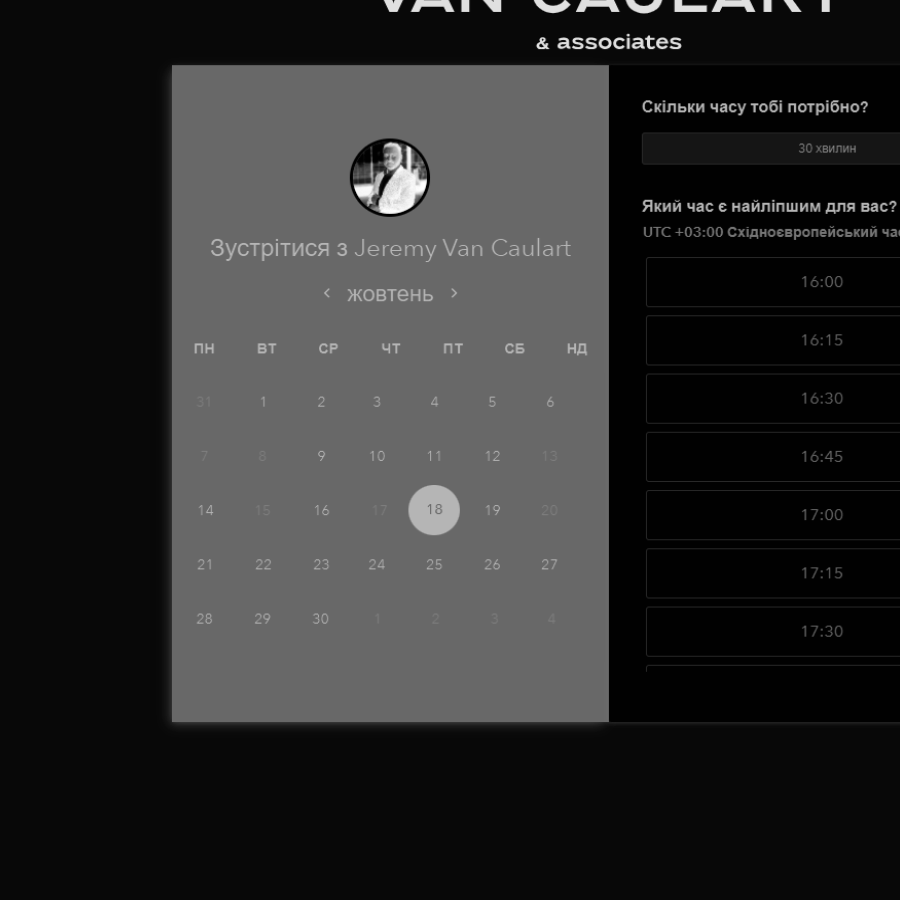 VAN CAULART
& associates
Зустрітися з Jeremy Van Caulart
жовтень
ПН ВТ СР ЧТ ПТ СБ НД
31 1 2 3 4 5 6
7 8 9 10 11 12 13
14 15 16 17 18 19 20
21 22 23 24 25 26 27
28 29 30 1 2 3 4
Скільки часу тобі потрібно?
30 хвилин
Який час є найліпшим для вас?
UTC +03:00 Східноєвропейський
16:00
16:15
16:30
16:45
17:00
17:15
17:30